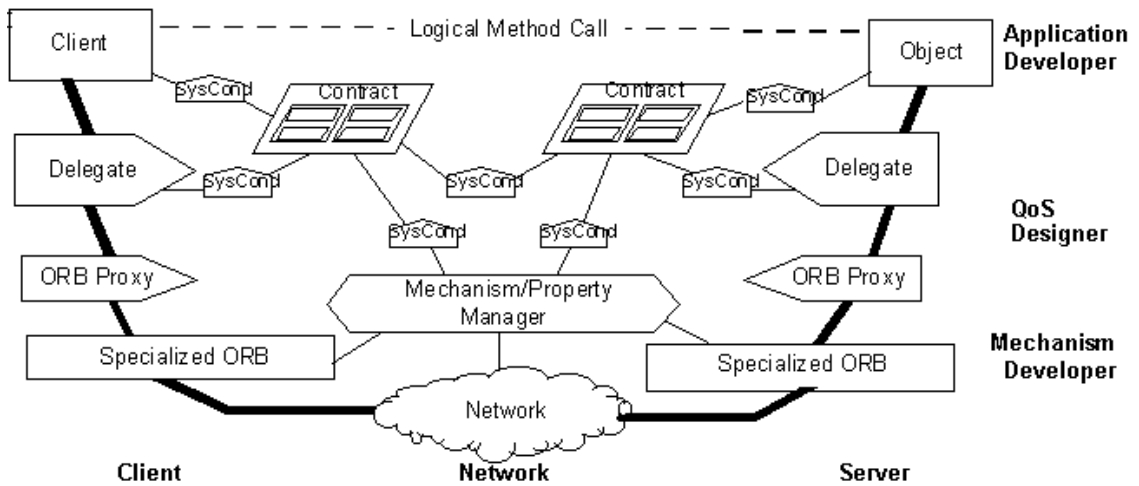 Client
Logical Method Call
Object
Application
Developer
SysCond
Contract
Contract
SysCond
Delegate
SysCond
SysCond
SysCond
Delegate
SysCond
SysCond
QoS
Designer
ORB Proxy
Mechanism/Property
Manager
ORB Proxy
Specialized ORB
Specialized ORB
Mechanism
Developer
Network
Client
Network
Server